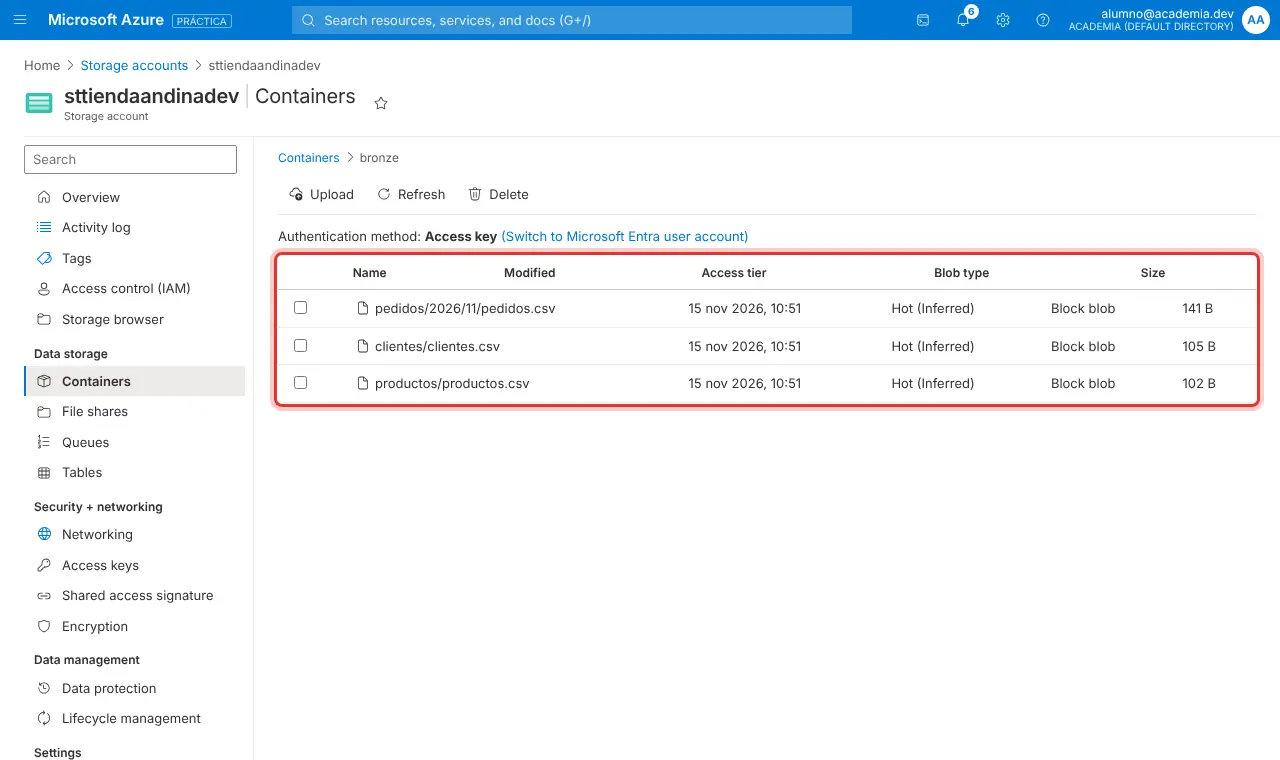 Microsoft Azure PRÁCTICA
Search resources, services, and docs (G+/)
6
alumno@academia.dev
ACADEMIA (DEFAULT DIRECTORY)
AA
Home > Storage accounts > sttiendaandinadev
sttiendaandinadev | Containers
Storage account
Search
Overview
Activity log
Tags
Access control (IAM)
Storage browser
Data storage
Containers
File shares
Queues
Tables
Security + networking
Networking
Access keys
Shared access signature
Encryption
Data management
Data protection
Lifecycle management
Settings
Containers > bronze
Upload Refresh Delete
Authentication method: Access key (Switch to Microsoft Entra user account)
Name Modified Access tier Blob type Size
pedidos/2026/11/pedidos.csv 15 nov 2026, 10:51 Hot (Inferred) Block blob 141 B
clientes/clientes.csv 15 nov 2026, 10:51 Hot (Inferred) Block blob 105 B
productos/productos.csv 15 nov 2026, 10:51 Hot (Inferred) Block blob 102 B